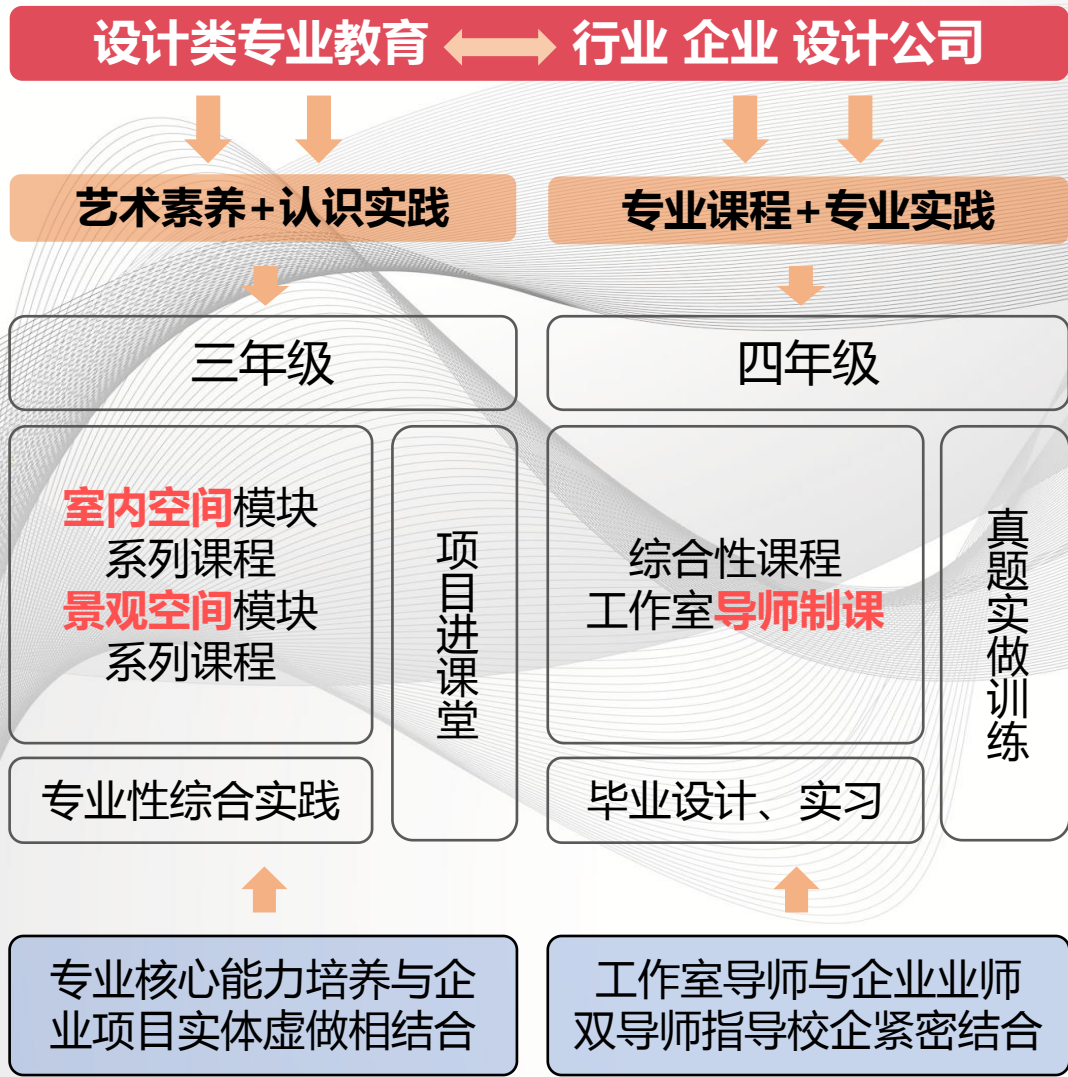 设计类专业教育 行业 企业 设计公司
艺术素养+认识实践
专业课程+专业实践
三年级
四年级
室内空间模块
系列课程
景观空间模块
系列课程
项目进课堂
综合性课程
工作室导师制课
真题实做训练
专业性综合实践
毕业设计、实习
专业核心能力培养与企
业项目实体虚做相结合
工作室导师与企业业师
双导师指导校企紧密结合